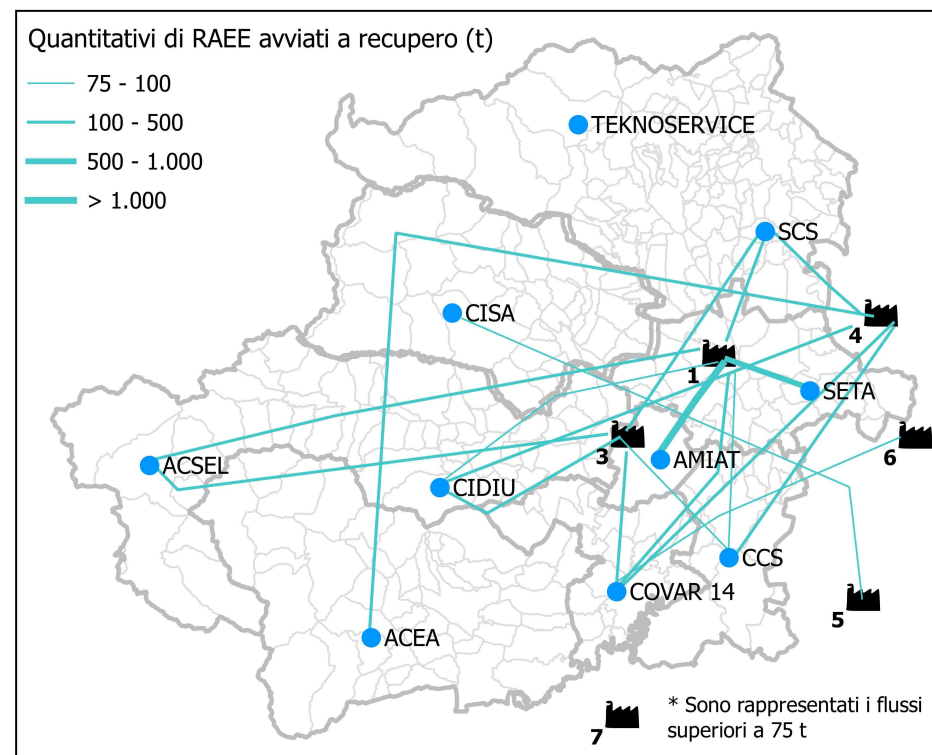 Quantitativi di RAEE avviati a recupero (t)
75 - 100
100 - 500
500 - 1.000
> 1.000
TEKNOSERVICE
SCS
CISA
4
1
SETA
3
AMIAT
6
ACSEL
CIDIU
CCS
COVAR 14
5
ACEA
7
* Sono rappresentati i flussi
superiori a 75 t